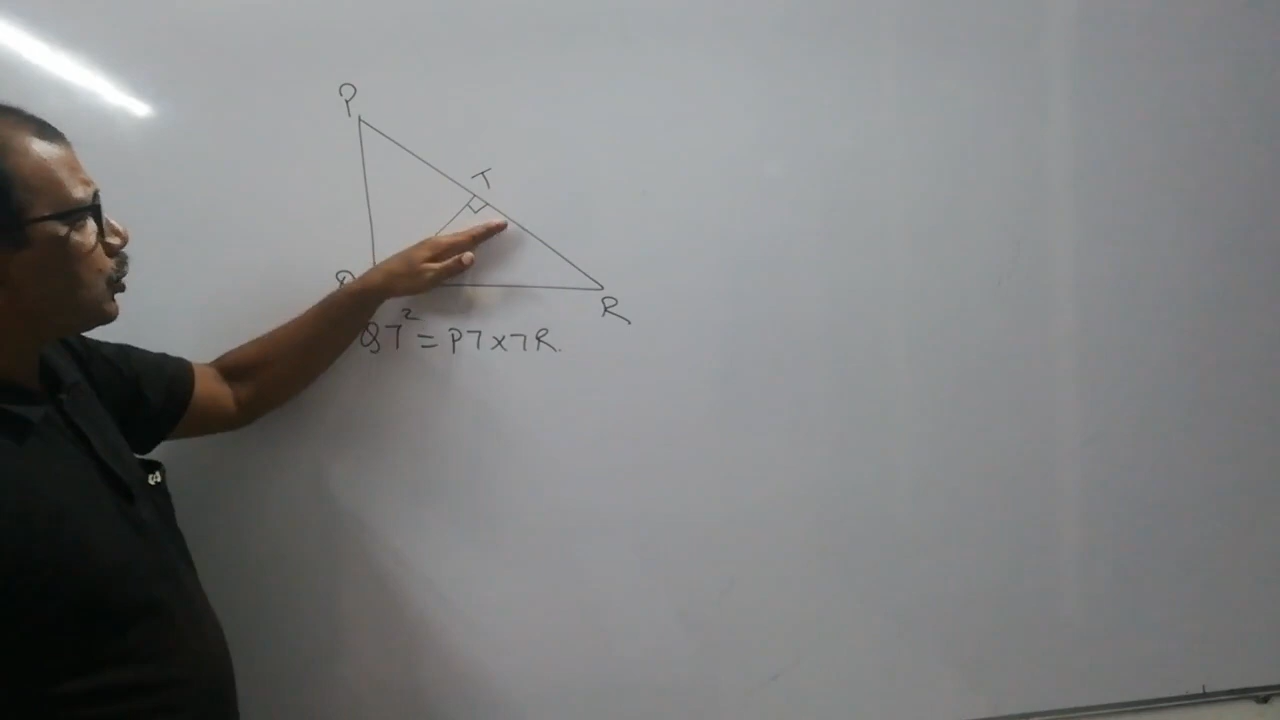 P
T
Q
R
QT² = PT × TR.